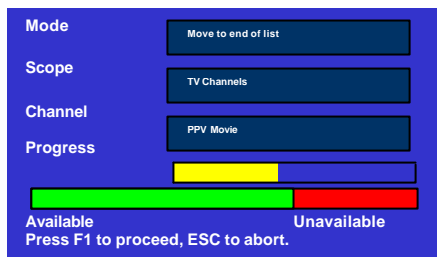 Mode
Move to end of list
Scope
TV Channels
Channel
PPV Movie
Progress
Available Unavailable
Press F1 to proceed, ESC to abort.